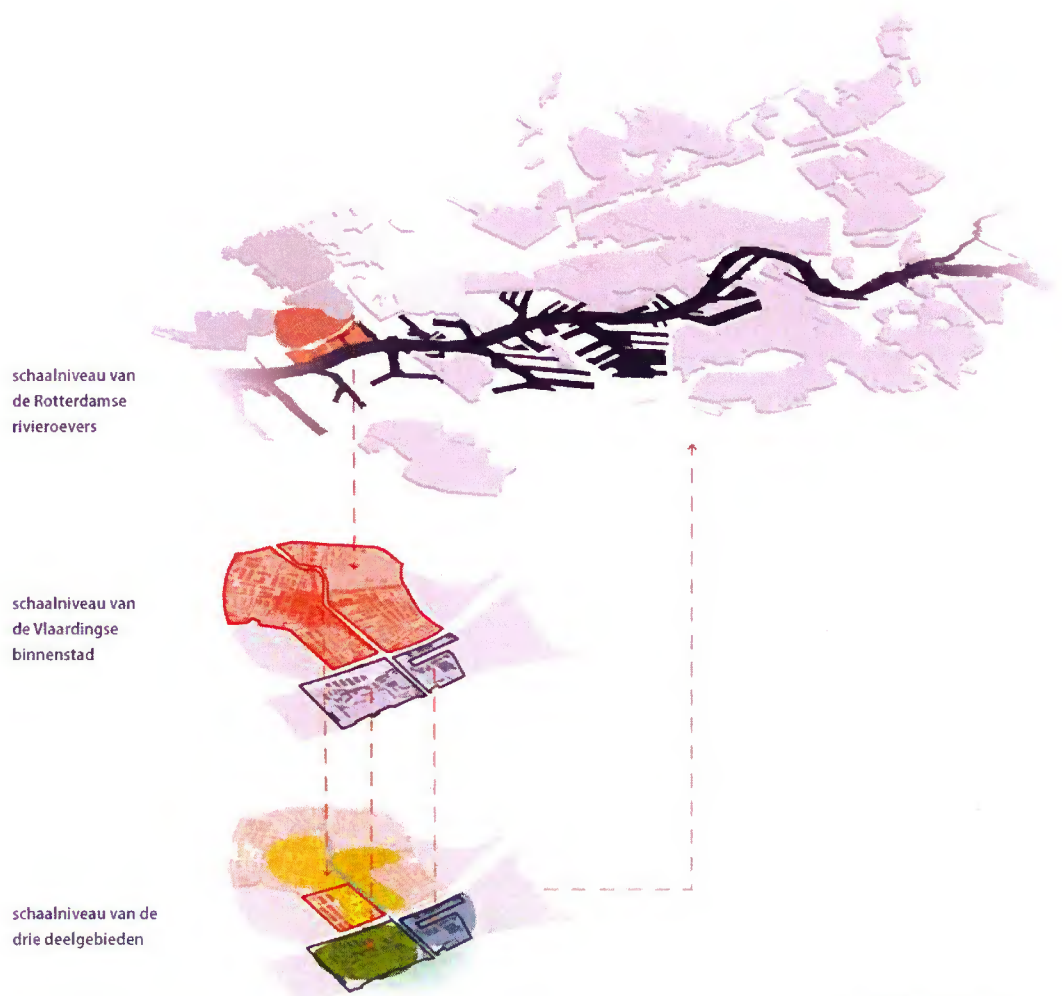 schaalniveau van
de Rotterdamse
rivieroevers
schaalniveau van
de Vlaardingse
binnenstad
schaalniveau van de
drie deelgebieden